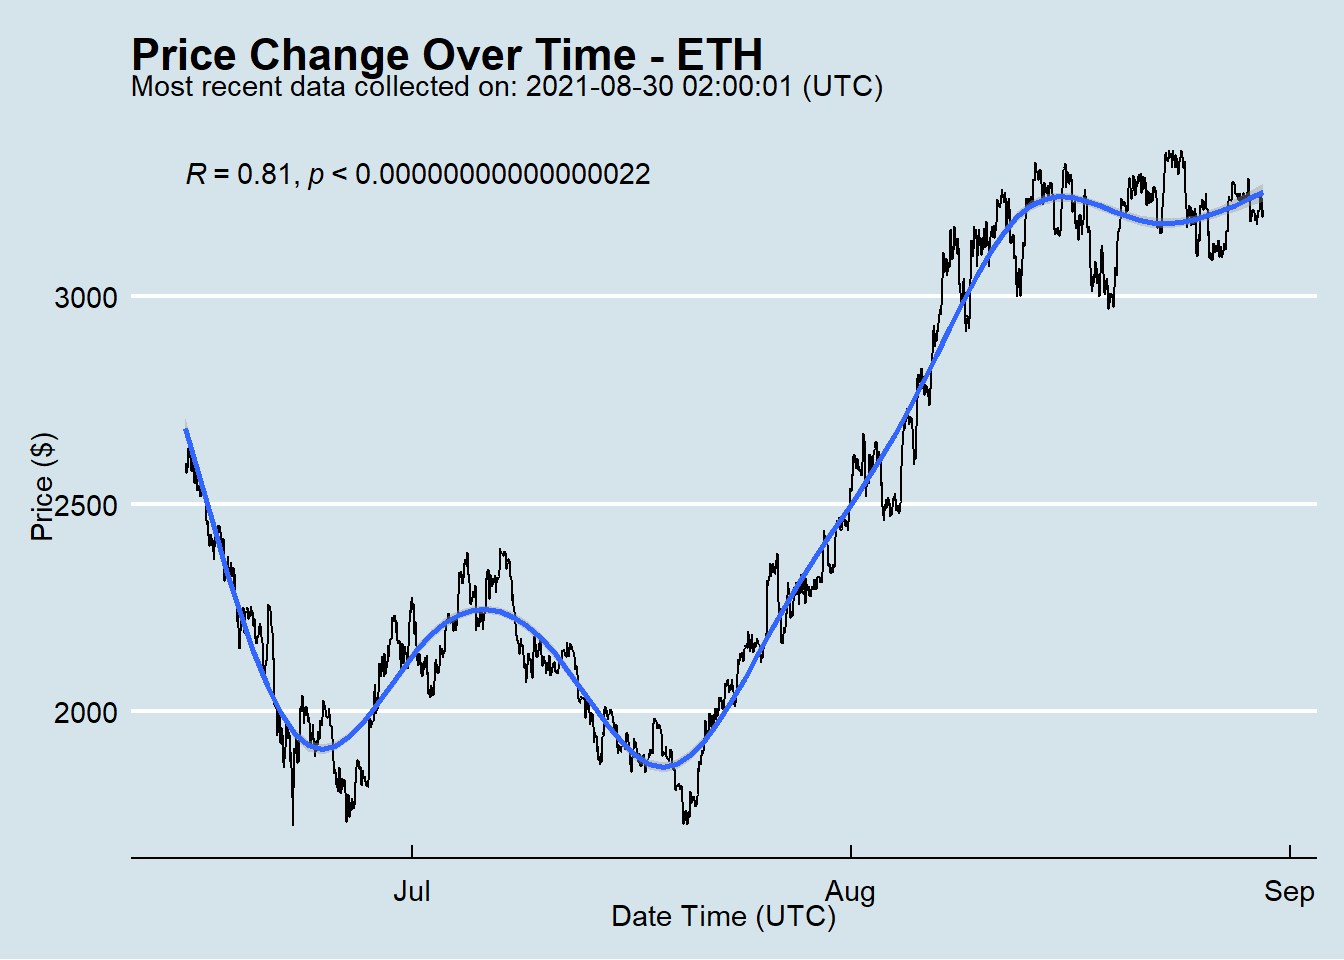 Price Change Over Time - ETH
Most recent data collected on: 2021-08-30 02:00:01 (UTC)
R = 0.81, p < 0.00000000000000022
Price ($)
3000
2500
2000
Jul
Aug
Sep
Date Time (UTC)